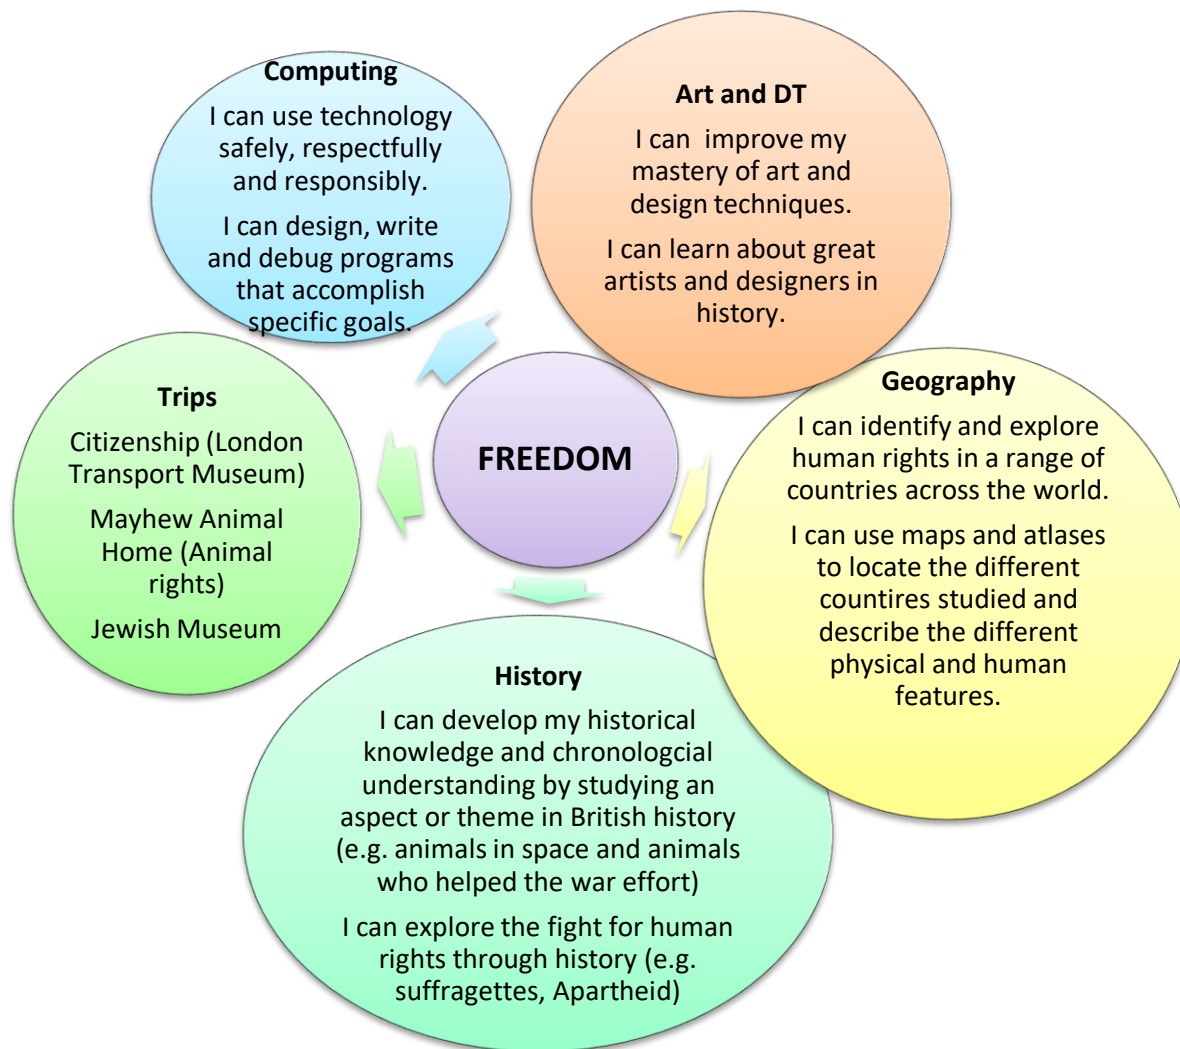 Computing
I can use technology
safely, respectfully
and responsibly.
I can design, write
and debug programs
that accomplish
specific goals.
Art and DT
I can improve my
mastery of art and
design techniques.
I can learn about great
artists and designers in
history.
Trips
Citizenship (London
Transport Museum)
Mayhew Animal
Home (Animal
rights)
Jewish Museum
FREEDOM
Geography
I can identify and explore
human rights in a range of
countries across the world.
I can use maps and atlases
to locate the different
countires studied and
describe the different
physical and human
features.
History
I can develop my historical
knowledge and chronologcial
understanding by studying an
aspect or theme in British history
(e.g. animals in space and animals
who helped the war effort)
I can explore the fight for human
rights through history (e.g.
suffragettes, Apartheid)